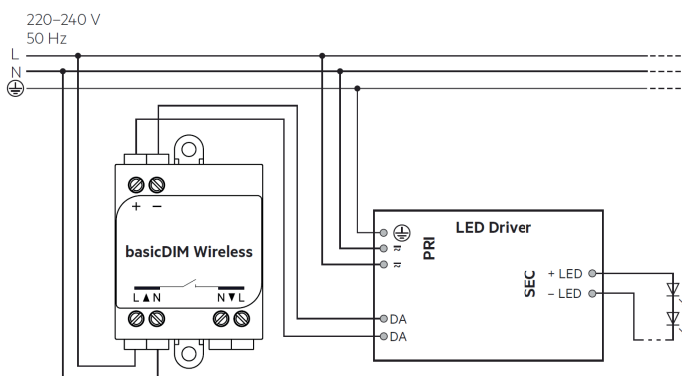 220–240 V
50 Hz
L
N
+ −
basicDIM Wireless
L▲N N▼L
LED Driver
PRI
SEC
+ LED
− LED
DA
DA